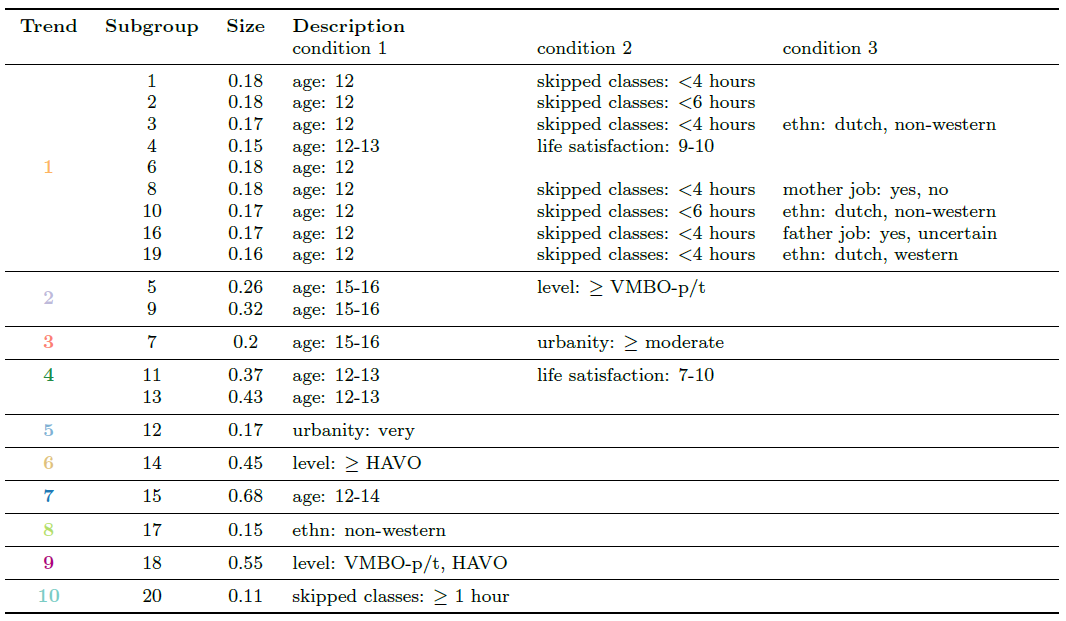 Trend Subgroup Size Description
condition 1 condition 2 condition 3
1 0.18 age: 12 skipped classes: <4 hours
2 0.18 age: 12 skipped classes: <6 hours
3 0.17 age: 12 skipped classes: <4 hours ethn: dutch, non-western
4 0.15 age: 12-13 life satisfaction: 9-10
1 6 0.18 age: 12
8 0.18 age: 12 skipped classes: <4 hours mother job: yes, no
10 0.17 age: 12 skipped classes: <6 hours ethn: dutch, non-western
16 0.17 age: 12 skipped classes: <4 hours father job: yes, uncertain
19 0.16 age: 12 skipped classes: <4 hours ethn: dutch, western
2 5 0.26 age: 15-16 level: ≥ VMBO-p/t
9 0.32 age: 15-16
3 7 0.2 age: 15-16 urbanity: ≥ moderate
4 11 0.37 age: 12-13 life satisfaction: 7-10
13 0.43 age: 12-13
5 12 0.17 urbanity: very
6 14 0.45 level: ≥ HAVO
7 15 0.68 age: 12-14
8 17 0.15 ethn: non-western
9 18 0.55 level: VMBO-p/t, HAVO
10 20 0.11 skipped classes: ≥ 1 hour